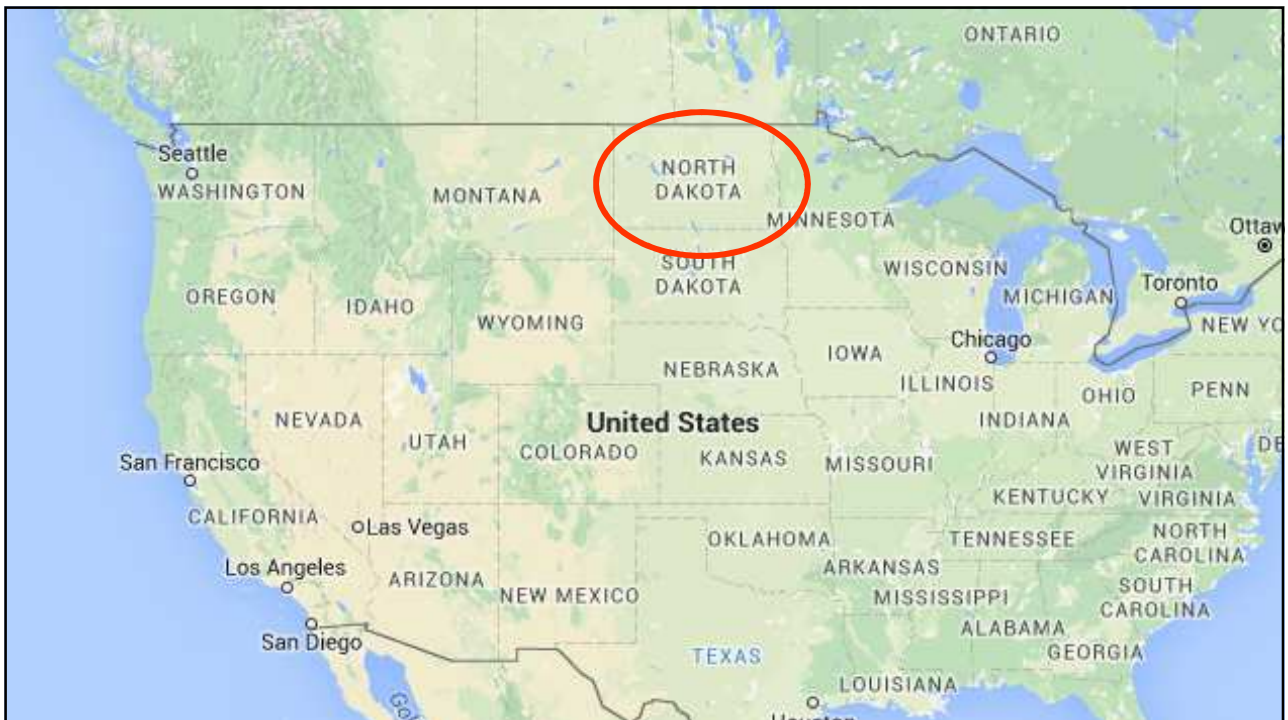 ONTARIO
Seattle
WASHINGTON
MONTANA
NORTH
DAKOTA
MINNESOTA
Ottaw
SOUTH
DAKOTA
WISCONSIN
MICHIGAN
Toronto
OREGON
IDAHO
WYOMING
NEW YO
NEBRASKA
IOWA
Chicago
ILLINOIS
OHIO
PENN
NEVADA
UTAH
COLORADO
United States
KANSAS
MISSOURI
INDIANA
WEST
VIRGINIA
DE
San Francisco
KENTUCKY
VIRGINIA
CALIFORNIA
Las Vegas
OKLAHOMA
TENNESSEE
NORTH
CAROLINA
Los Angeles
ARIZONA
NEW MEXICO
ARKANSAS
MISSISSIPPI
SOUTH
CAROLINA
San Diego
TEXAS
ALABAMA
GEORGIA
LOUISIANA